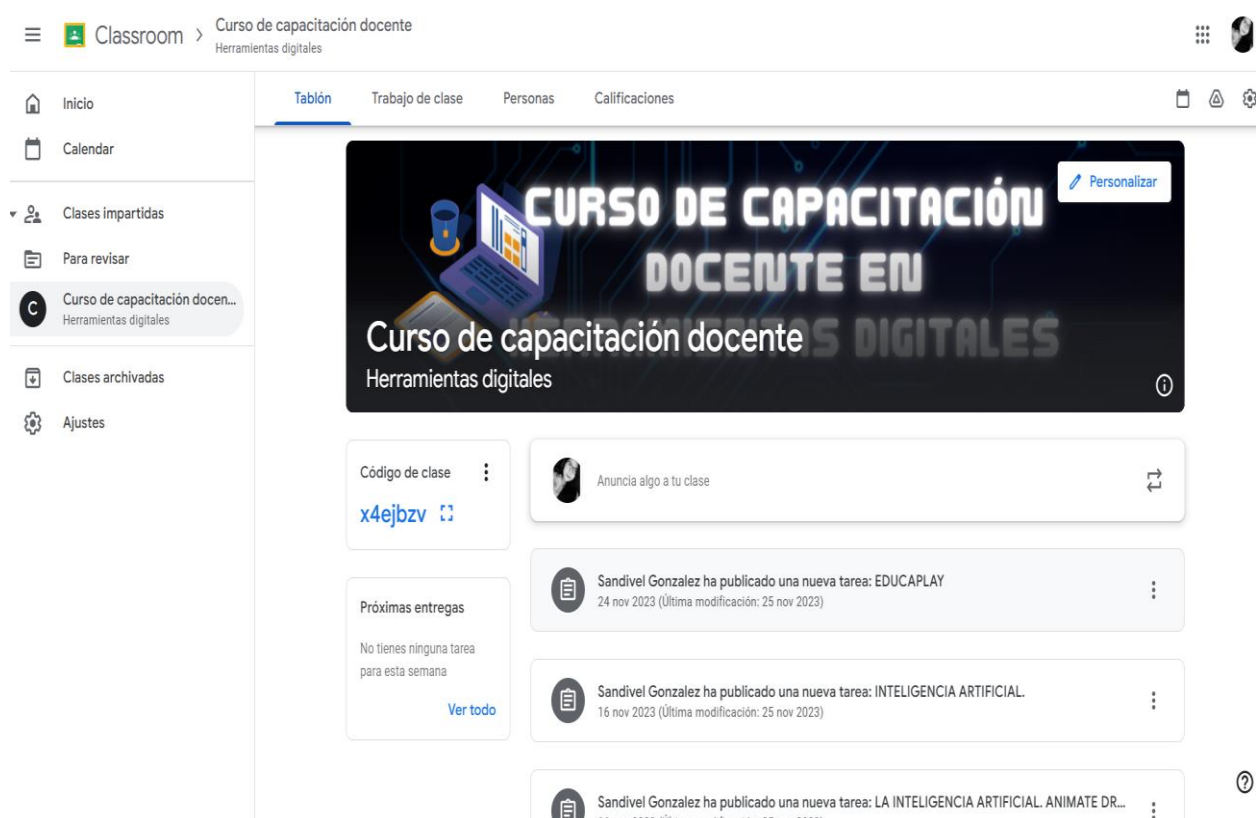 Classroom > Curso de capacitación docente
Herramientas digitales
Inicio
Calendar
Clases impartidas
Para revisar
C
Curso de capacitación docen...
Herramientas digitales
Clases archivadas
Ajustes
Tablón Trabajo de clase Personas Calificaciones
CURSO DE CAPACITACIÓN
DOCENTE EN
DIGITALES
Personalizar
Curso de capacitación docente
Herramientas digitales
Código de clase
x4ejbzv
Próximas entregas
No tienes ninguna tarea
para esta semana
Ver todo
Anuncia algo a tu clase
Sandivel Gonzalez ha publicado una nueva tarea: EDUCAPLAY
24 nov 2023 (Última modificación: 25 nov 2023)
Sandivel Gonzalez ha publicado una nueva tarea: INTELIGENCIA ARTIFICIAL.
16 nov 2023 (Última modificación: 25 nov 2023)
Sandivel Gonzalez ha publicado una nueva tarea: LA INTELIGENCIA ARTIFICIAL. ANIMATE DR...